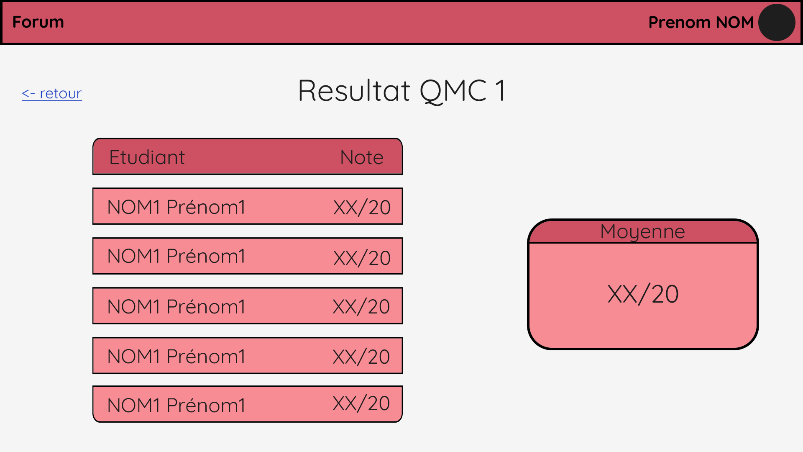 Forum
Prenom NOM
<- retour
Resultat QMC 1
Etudiant Note
NOM1 Prénom1 XX/20
NOM1 Prénom1 XX/20
NOM1 Prénom1 XX/20
NOM1 Prénom1 XX/20
NOM1 Prénom1 XX/20
Moyenne
XX/20